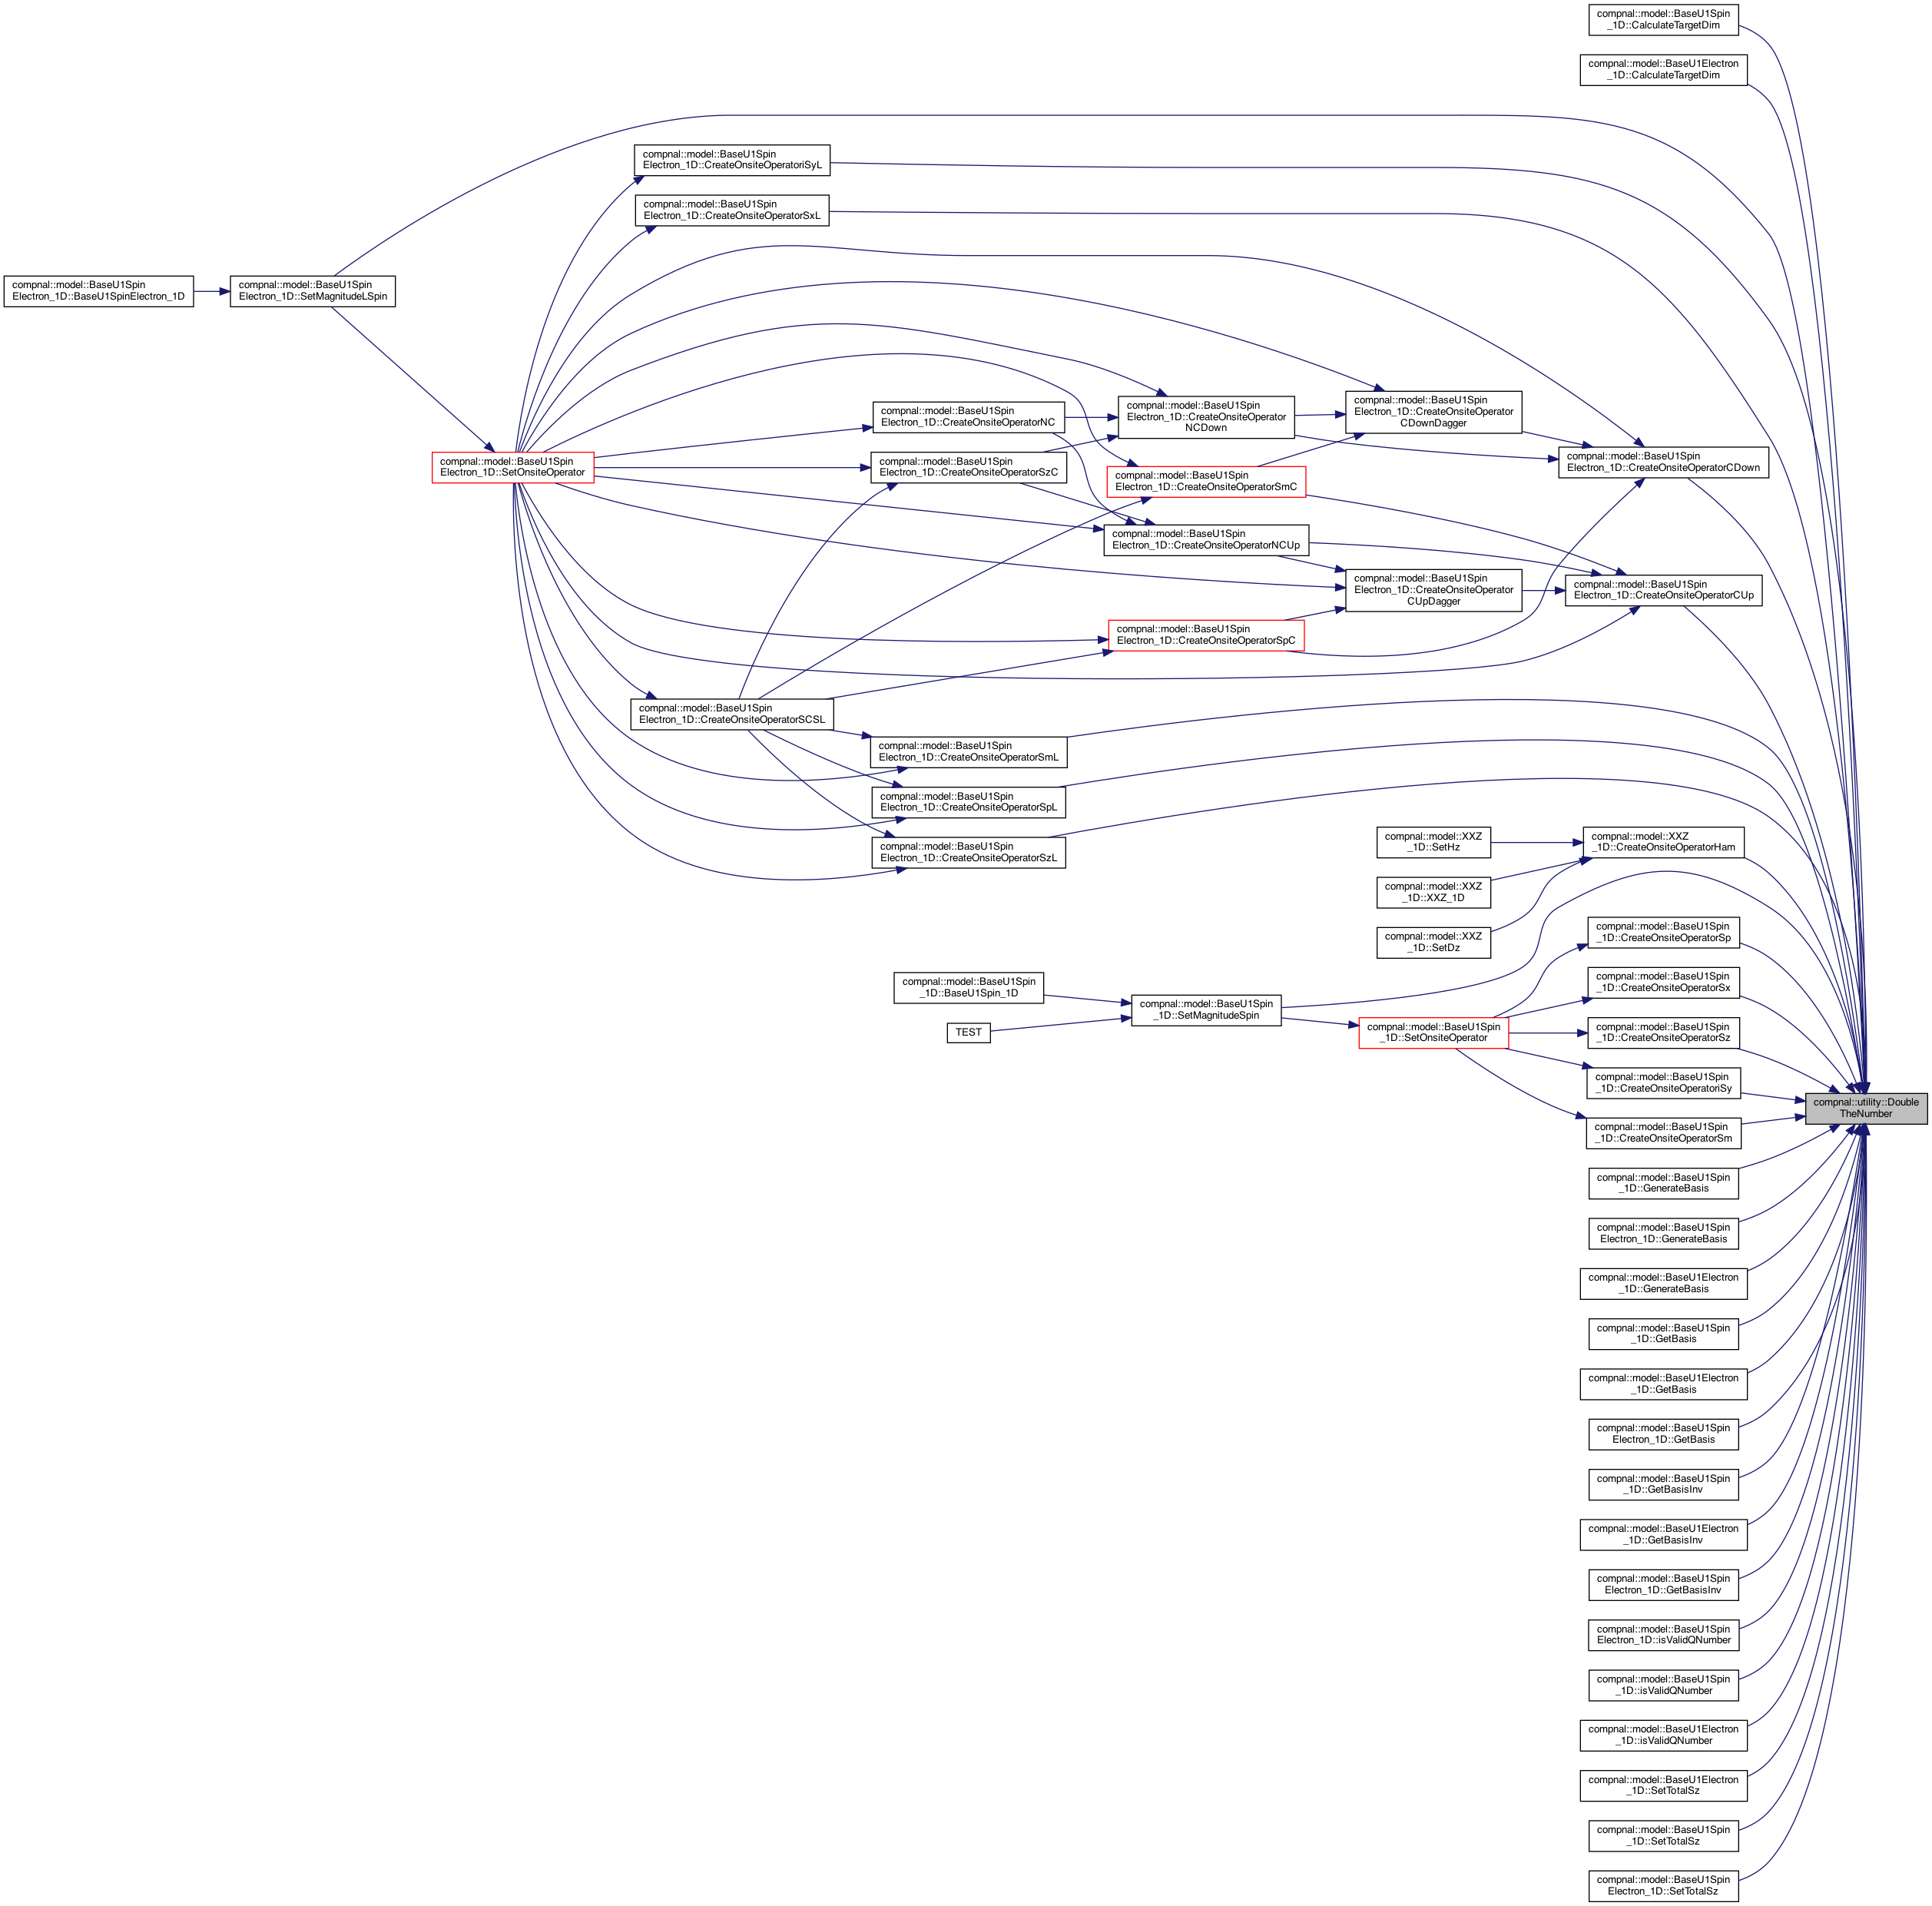 compnal::model::BaseU1Spin
_1D::CalculateTargetDim
compnal::model::BaseU1Electron
_1D::CalculateTargetDim
compnal::model::BaseU1Spin
Electron_1D::CreateOnsiteOperatoriSyL
compnal::model::BaseU1Spin
Electron_1D::CreateOnsiteOperatorSxL
compnal::model::BaseU1Spin
Electron_1D::BaseU1SpinElectron_1D
compnal::model::BaseU1Spin
Electron_1D::SetMagnitudeLSpin
compnal::model::BaseU1Spin
Electron_1D::SetOnsiteOperator
compnal::model::BaseU1Spin
Electron_1D::CreateOnsiteOperatorNC
compnal::model::BaseU1Spin
Electron_1D::CreateOnsiteOperatorSzC
compnal::model::BaseU1Spin
Electron_1D::CreateOnsiteOperator
NCDown
compnal::model::BaseU1Spin
Electron_1D::CreateOnsiteOperator
CDownDagger
compnal::model::BaseU1Spin
Electron_1D::CreateOnsiteOperatorCDown
compnal::model::BaseU1Spin
Electron_1D::CreateOnsiteOperatorSmC
compnal::model::BaseU1Spin
Electron_1D::CreateOnsiteOperatorNCUp
compnal::model::BaseU1Spin
Electron_1D::CreateOnsiteOperator
CUpDagger
compnal::model::BaseU1Spin
Electron_1D::CreateOnsiteOperatorCUp
compnal::model::BaseU1Spin
Electron_1D::CreateOnsiteOperatorSpC
compnal::model::BaseU1Spin
Electron_1D::CreateOnsiteOperatorSCSL
compnal::model::BaseU1Spin
Electron_1D::CreateOnsiteOperatorSmL
compnal::model::BaseU1Spin
Electron_1D::CreateOnsiteOperatorSpL
compnal::model::BaseU1Spin
Electron_1D::CreateOnsiteOperatorSzL
compnal::model::XXZ
_1D::SetHz
compnal::model::XXZ
_1D::CreateOnsiteOperatorHam
compnal::model::XXZ
_1D::XXZ_1D
compnal::model::XXZ
_1D::SetDz
compnal::model::BaseU1Spin
_1D::CreateOnsiteOperatorSp
compnal::model::BaseU1Spin
_1D::BaseU1Spin_1D
TEST
compnal::model::BaseU1Spin
_1D::SetMagnitudeSpin
compnal::model::BaseU1Spin
_1D::SetOnsiteOperator
compnal::model::BaseU1Spin
_1D::CreateOnsiteOperatorSx
compnal::model::BaseU1Spin
_1D::CreateOnsiteOperatorSz
compnal::model::BaseU1Spin
_1D::CreateOnsiteOperatoriSy
compnal::utility::Double
TheNumber
compnal::model::BaseU1Spin
_1D::CreateOnsiteOperatorSm
compnal::model::BaseU1Spin
_1D::GenerateBasis
compnal::model::BaseU1Spin
Electron_1D::GenerateBasis
compnal::model::BaseU1Electron
_1D::GenerateBasis
compnal::model::BaseU1Spin
_1D::GetBasis
compnal::model::BaseU1Electron
_1D::GetBasis
compnal::model::BaseU1Spin
Electron_1D::GetBasis
compnal::model::BaseU1Spin
_1D::GetBasisInv
compnal::model::BaseU1Electron
_1D::GetBasisInv
compnal::model::BaseU1Spin
Electron_1D::GetBasisInv
compnal::model::BaseU1Spin
Electron_1D::isValidQNumber
compnal::model::BaseU1Spin
_1D::isValidQNumber
compnal::model::BaseU1Electron
_1D::isValidQNumber
compnal::model::BaseU1Electron
_1D::SetTotalSz
compnal::model::BaseU1Spin
_1D::SetTotalSz
compnal::model::BaseU1Spin
Electron_1D::SetTotalSz